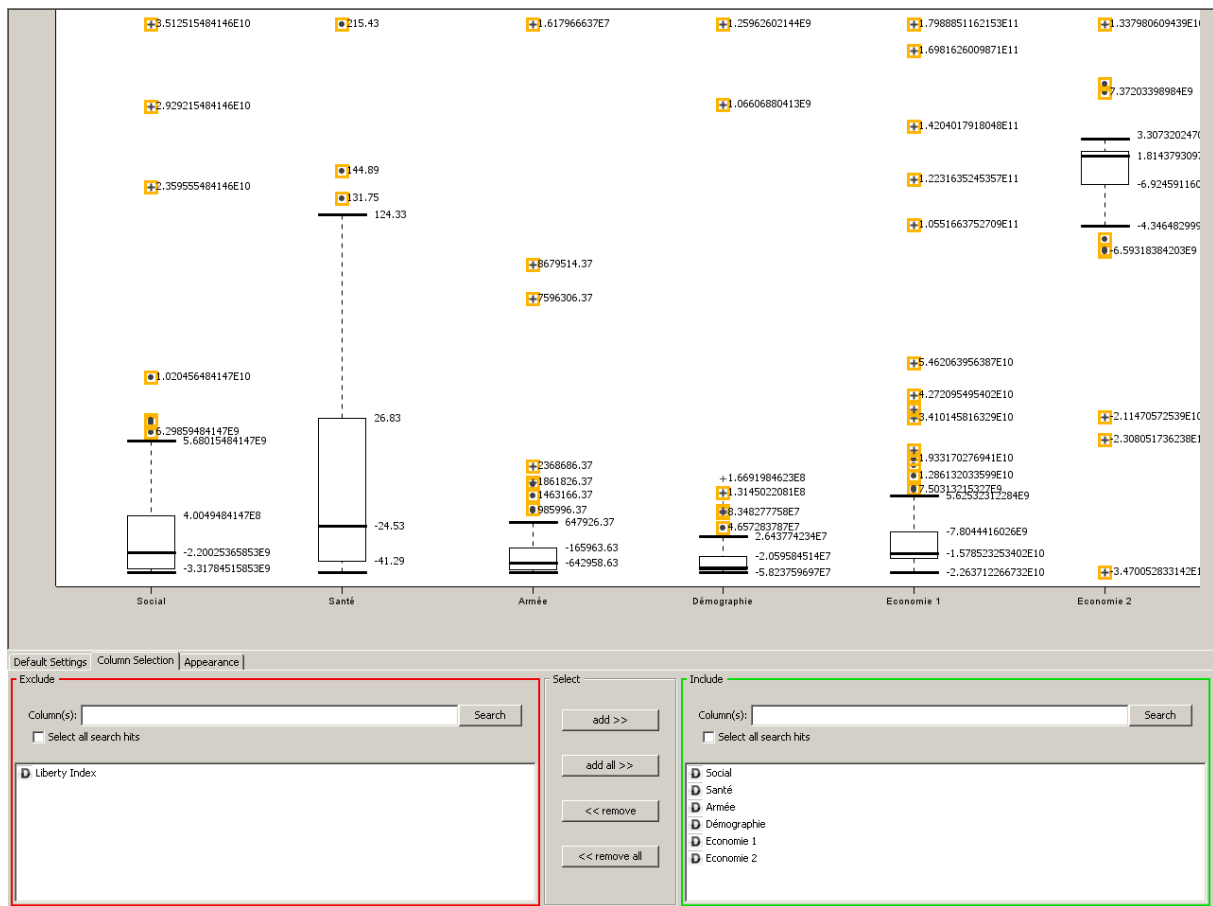 3.512515484146E10
215.43
1.617966637E7
1.25962602144E9
1.7988851162153E11
1.337980609439E10
1.6981626009871E11
2.929215484146E10
1.06606880413E9
7.37203398984E9
1.4204017918048E11
3.3073202470
1.8143793097
144.89
1.2231635245357E11
-6.924591160
2.359555484146E10
131.75
124.33
1.0551663752709E11
-4.346482999
-6.59318384203E9
8679514.37
7596306.37
5.462063956387E10
1.020456484147E10
4.272095495402E10
26.83
3.410145816329E10
-2.11470572539E10
6.29859484147E9
5.68015484147E9
-2.308051736238E1
2368686.37
1.933170276941E10
1.6691984623E8
1.286132033599E10
1861826.37
1.3145022081E8
7.50313215327E9
1463166.37
5.62532312284E9
985996.37
8.348277758E7
4.0049484147E8
-24.53
647926.37
4.657283787E7
2.643774234E7
-7.8044416026E9
-2.20025365853E9
-41.29
-165963.63
-2.059584514E7
-1.578523253402E10
-3.31784515853E9
-642958.63
-5.823759697E7
-2.263712266732E10
-3.470052833142E1
Social
Santé
Armée
Démographie
Economie 1
Economie 2
Default Settings
Column Selection
Appearance
Exclude
Column(s):
Search
Select all search hits
D Liberty Index
Select
add >>
add all >>
<< remove
<< remove all
Include
Column(s):
Search
Select all search hits
D Social
D Santé
D Armée
D Démographie
D Economie 1
D Economie 2